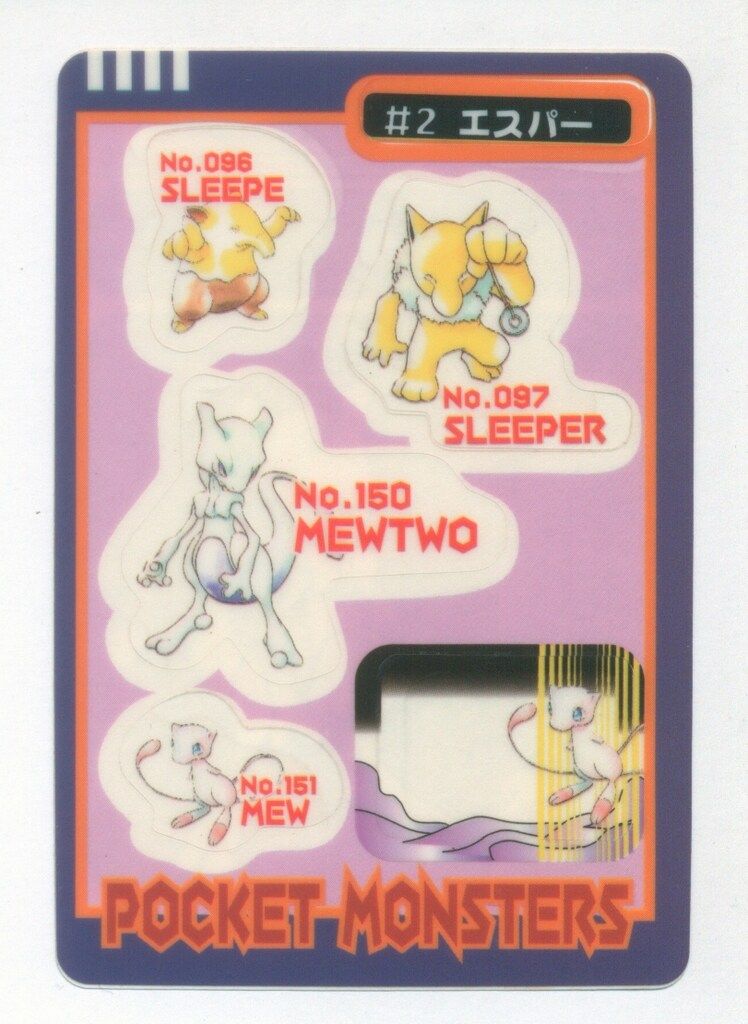 #2 エスパー
No.096
SLEEPE
No.097
SLEEPER
No.150
MEWTWO
No.151
MEW
POCKET MONSTERS